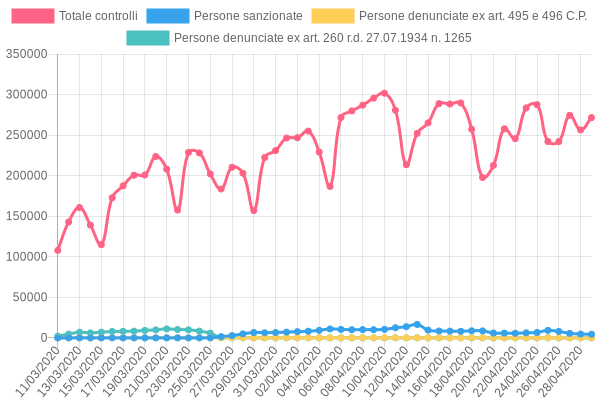 Totale controlli Persone sanzionate Persone denunciate ex art. 495 e 496 C.P.
Persone denunciate ex art. 260 r.d. 27.07.1934 n. 1265
350000
300000
250000
200000
150000
100000
50000
0
11/03/2020 13/03/2020 15/03/2020 17/03/2020 19/03/2020 21/03/2020 23/03/2020 25/03/2020 27/03/2020 29/03/2020 31/03/2020 02/04/2020 04/04/2020 06/04/2020 08/04/2020 10/04/2020 12/04/2020 14/04/2020 16/04/2020 18/04/2020 20/04/2020 22/04/2020 24/04/2020 26/04/2020 28/04/2020